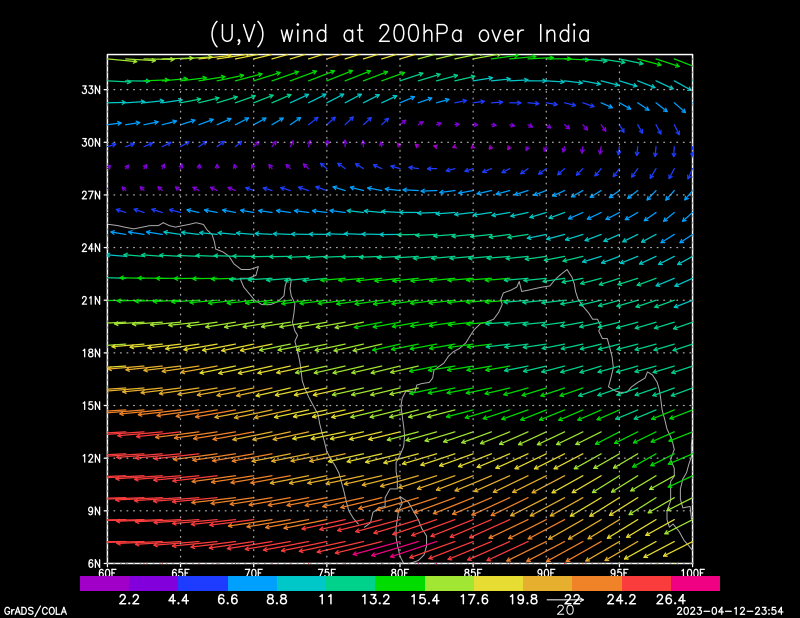 (U,V) wind at 200hPa over India
33N
30N
27N
24N
21N
18N
15N
12N
9N
6N
60E 65E 70E 75E 80E 85E 90E 95E 100E
2.2 4.4 6.6 8.8 11 13.2 15.4 17.6 19.8 22 24.2 26.4
20
GrADS/COLA 2023-04-12-23:54